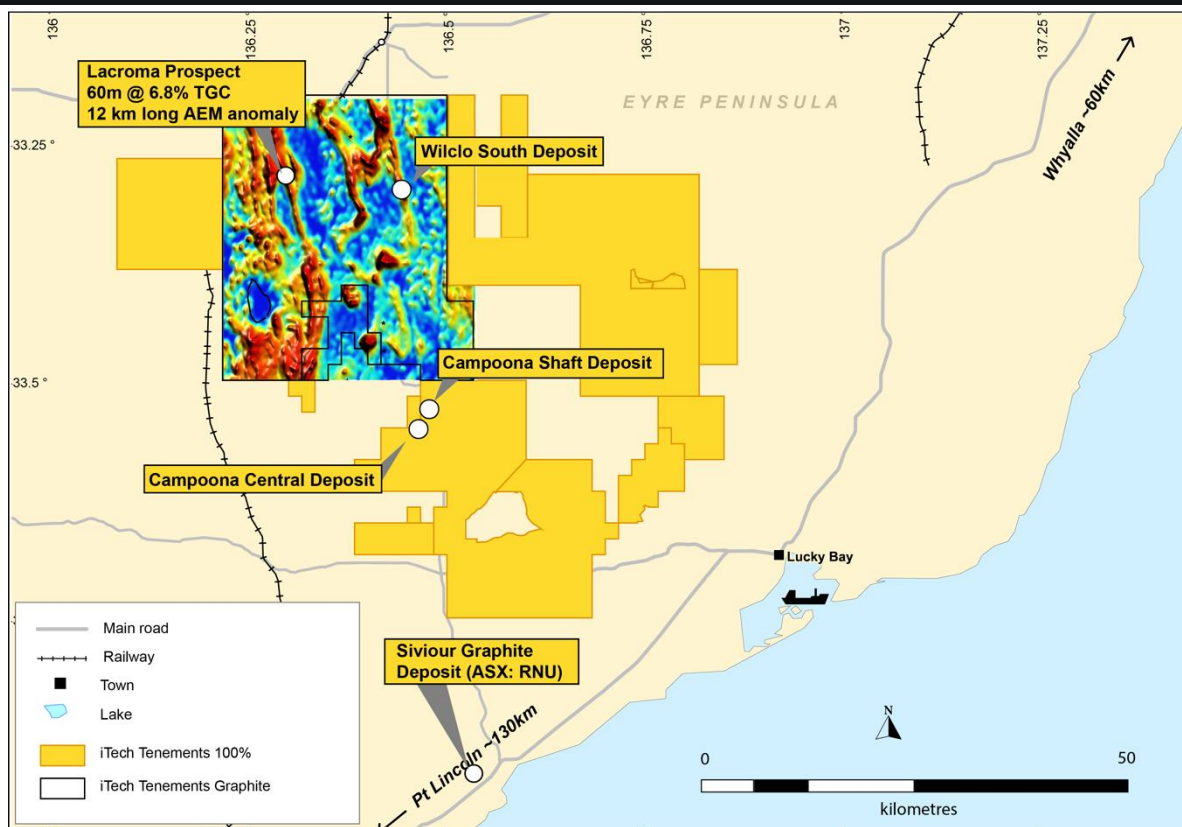 136 °
136.25 °
136.5 °
136.75 °
137 °
137.25 °
Lacroma Prospect
60m @ 6.8% TGC
12 km long AEM anomaly
EYRE PENINSULA
Whyalla ~60km
33.25 °
Wilclo South Deposit
Campoona Shaft Deposit
33.5 °
Campoona Central Deposit
Lucky Bay
Siviour Graphite
Deposit (ASX: RNU)
Pt Lincoln ~130km
Main road
Railway
Town
Lake
iTech Tenements 100%
iTech Tenements Graphite
N
0
50
kilometres